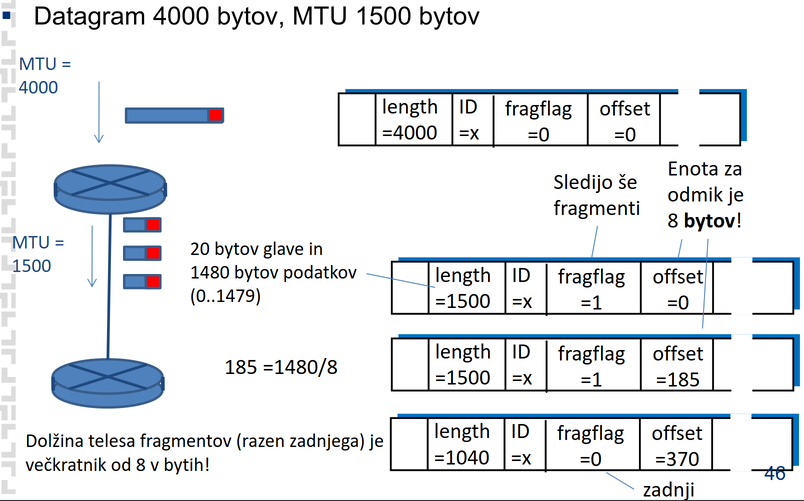 Datagram 4000 bytov, MTU 1500 bytov
MTU =
4000
length
=4000
ID
=x
fragflag
=0
offset
=0
Sledijo še
fragmenti
Enota za
odmik je
8 bytov!
MTU =
1500
20 bytov glave in
1480 bytov podatkov
(0..1479)
length
=1500
ID
=x
fragflag
=1
offset
=0
185 =1480/8
length
=1500
ID
=x
fragflag
=1
offset
=185
Dolžina telesa fragmentov (razen zadnjega) je
večkratnik od 8 v bytih!
length
=1040
ID
=x
fragflag
=0
offset
=370
zadnji
46